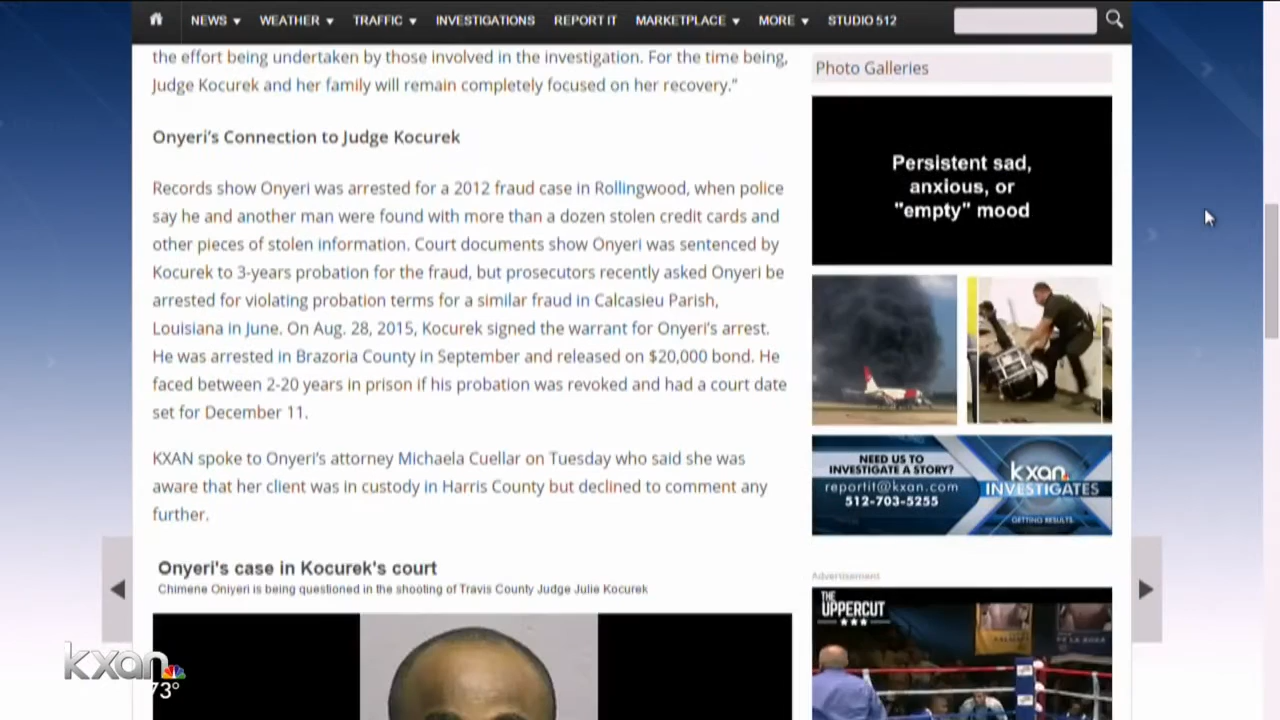 NEWS WEATHER TRAFFIC INVESTIGATIONS REPORT IT MARKETPLACE MORE STUDIO 512
the effort being undertaken by those involved in the investigation. For the time being,
Judge Kocurek and her family will remain completely focused on her recovery."
Onyeri's Connection to Judge Kocurek
Records show Onyeri was arrested for a 2012 fraud case in Rollingwood, when police
say he and another man were found with more than a dozen stolen credit cards and
other pieces of stolen information. Court documents show Onyeri was sentenced by
Kocurek to 3-years probation for the fraud, but prosecutors recently asked Onyeri be
arrested for violating probation terms for a similar fraud in Calcasieu Parish,
Louisiana in June. On Aug. 28, 2015, Kocurek signed the warrant for Onyeri's arrest.
He was arrested in Brazoria County in September and released on $20,000 bond. He
faced between 2-20 years in prison if his probation was revoked and had a court date
set for December 11.
KXAN spoke to Onyeri's attorney Michaela Cuellar on Tuesday who said she was
aware that her client was in custody in Harris County but declined to comment any
further.
Onyeri's case in Kocurek's court
Chimene Oniyeri is being questioned in the shooting of Travis County Judge Julie Kocurek
Photo Galleries
Persistent sad,
anxious, or
"empty" mood
NEED US TO
INVESTIGATE A STORY?
reportit@kxan.com
512-703-5255
kxan
INVESTIGATES
GETTING RESULTS.
Advertisement
THE
UPPERCUT
kxan
73°